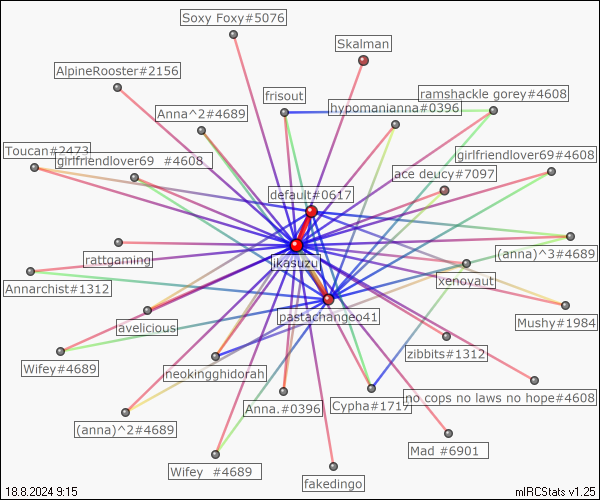 Soxy Foxy#5076
Skalman
AlpineRooster#2156
frisout
ramshackle gorey#4608
Anna^2#4689
hypomanianna#0396
Toucan#2473
girlfriendlover69 #4608
girlfriendlover69#4608
ace deucy#7097
default#0617
rattgaming
ikasuzu
(anna)^3#4689
Annarchist#1312
xenoyaut
avelicious
pastachangeo41
Mushy#1984
Wifey#4689
zibbits#1312
neokingghidorah
no cops no laws no hope#4608
Anna.#0396
Cypha#1717
(anna)^2#4689
Mad #6901
Wifey #4689
fakedingo
18.8.2024 9:15
mIRCStats v1.25